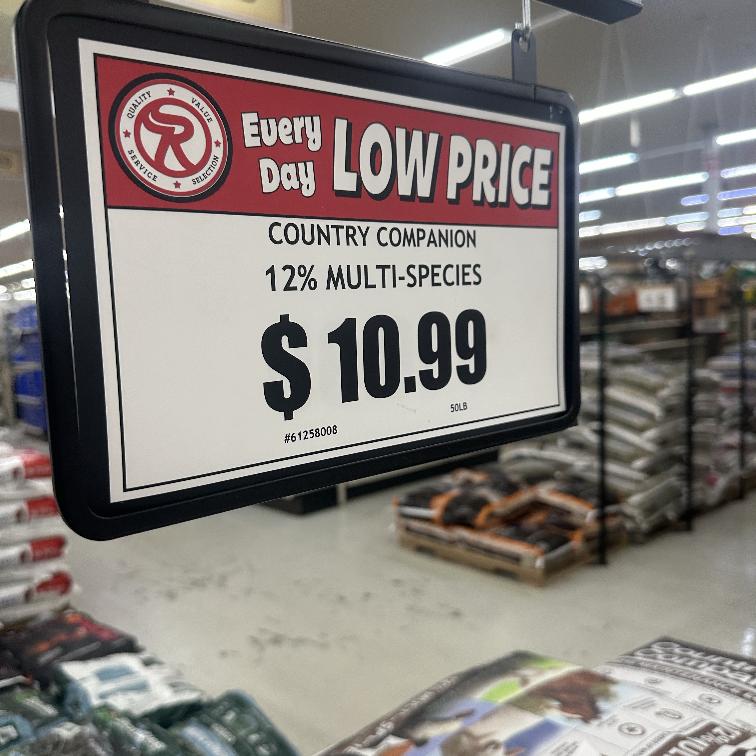 QUALITY VALUE
SERVICE SELECTION
R
Every Day LOW PRICE
COUNTRY COMPANION
12% MULTI-SPECIES
$10.99
50LB
#61258008